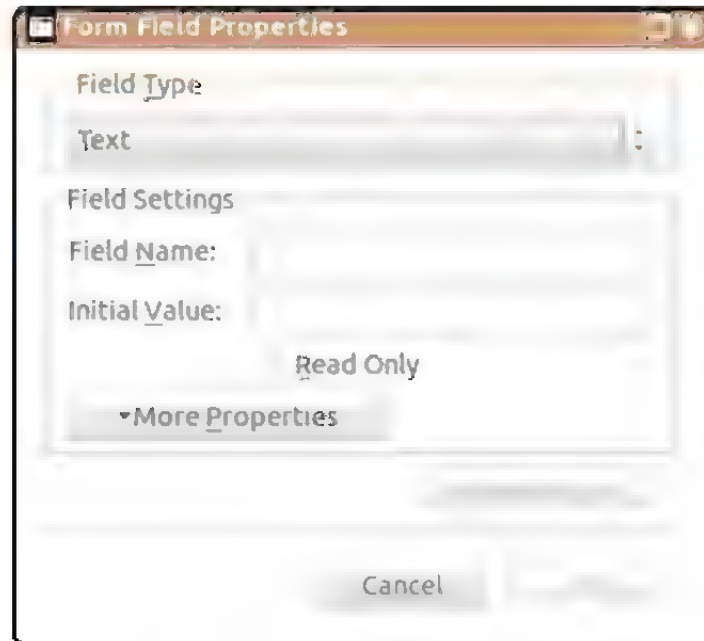 Form Field Properties
Field Type
Text
Field Settings
Field Name:
Initial Value:
Read Only
More Properties
Cancel